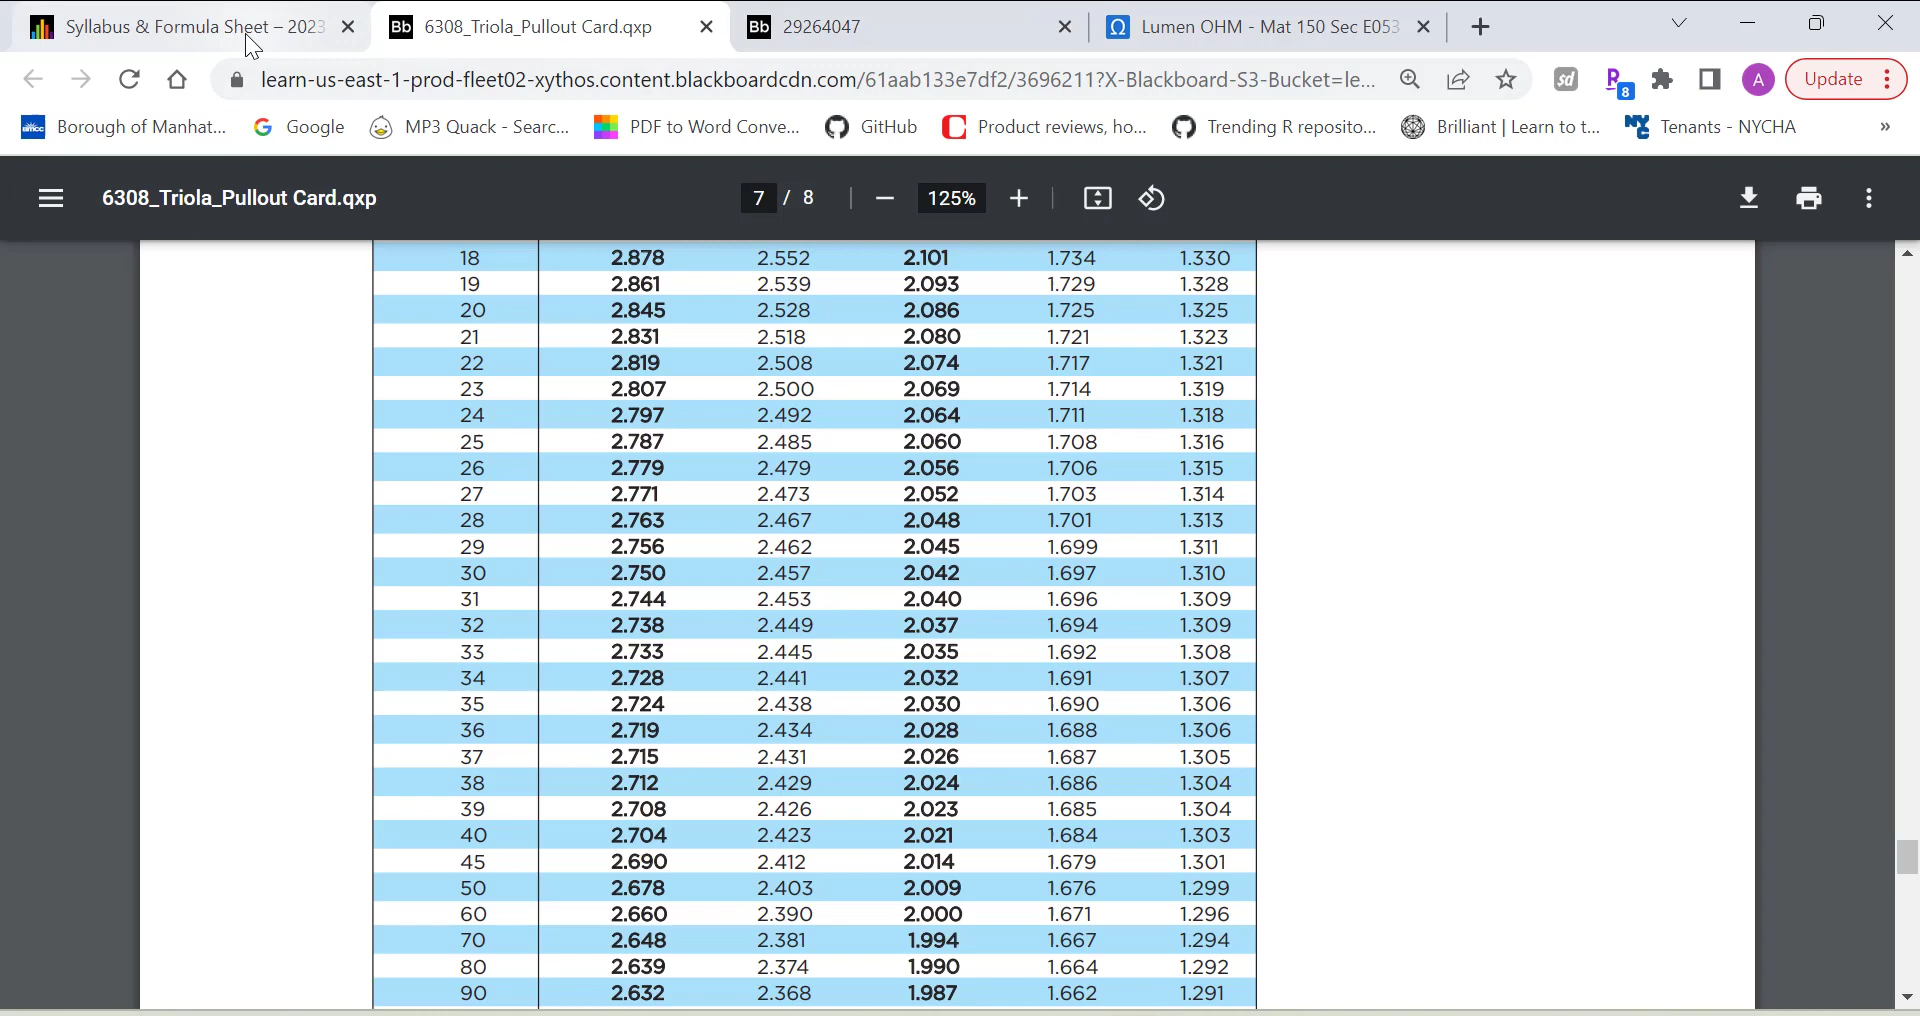 Syllabus & Formula Sheet – 2023
Bb 6308_Triola_Pullout Card.qxp
Bb 29264047
Ω Lumen OHM - Mat 150 Sec E053
learn-us-east-1-prod-fleet02-xythos.content.blackboardcdn.com/61aab133e7df2/3696211?X-Blackboard-S3-Bucket=le...
sd
R 8
A
Update
BMCC Borough of Manhat...
G Google
MP3 Quack - Searc...
PDF to Word Conve...
GitHub
C Product reviews, ho...
Trending R reposito...
Brilliant | Learn to t...
NYC Tenants - NYCHA
»
6308_Triola_Pullout Card.qxp
7 / 8
125%
18 2.878 2.552 2.101 1.734 1.330
19 2.861 2.539 2.093 1.729 1.328
20 2.845 2.528 2.086 1.725 1.325
21 2.831 2.518 2.080 1.721 1.323
22 2.819 2.508 2.074 1.717 1.321
23 2.807 2.500 2.069 1.714 1.319
24 2.797 2.492 2.064 1.711 1.318
25 2.787 2.485 2.060 1.708 1.316
26 2.779 2.479 2.056 1.706 1.315
27 2.771 2.473 2.052 1.703 1.314
28 2.763 2.467 2.048 1.701 1.313
29 2.756 2.462 2.045 1.699 1.311
30 2.750 2.457 2.042 1.697 1.310
31 2.744 2.453 2.040 1.696 1.309
32 2.738 2.449 2.037 1.694 1.309
33 2.733 2.445 2.035 1.692 1.308
34 2.728 2.441 2.032 1.691 1.307
35 2.724 2.438 2.030 1.690 1.306
36 2.719 2.434 2.028 1.688 1.306
37 2.715 2.431 2.026 1.687 1.305
38 2.712 2.429 2.024 1.686 1.304
39 2.708 2.426 2.023 1.685 1.304
40 2.704 2.423 2.021 1.684 1.303
45 2.690 2.412 2.014 1.679 1.301
50 2.678 2.403 2.009 1.676 1.299
60 2.660 2.390 2.000 1.671 1.296
70 2.648 2.381 1.994 1.667 1.294
80 2.639 2.374 1.990 1.664 1.292
90 2.632 2.368 1.987 1.662 1.291